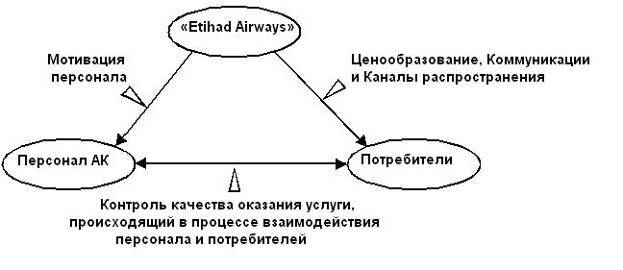 «Etihad Airways»
Мотивация
персонала
Ценообразование, Коммуникации
и Каналы распространения
Персонал АК
Потребители
Контроль качества оказания услуги,
происходящий в процессе взаимодействия
персонала и потребителей